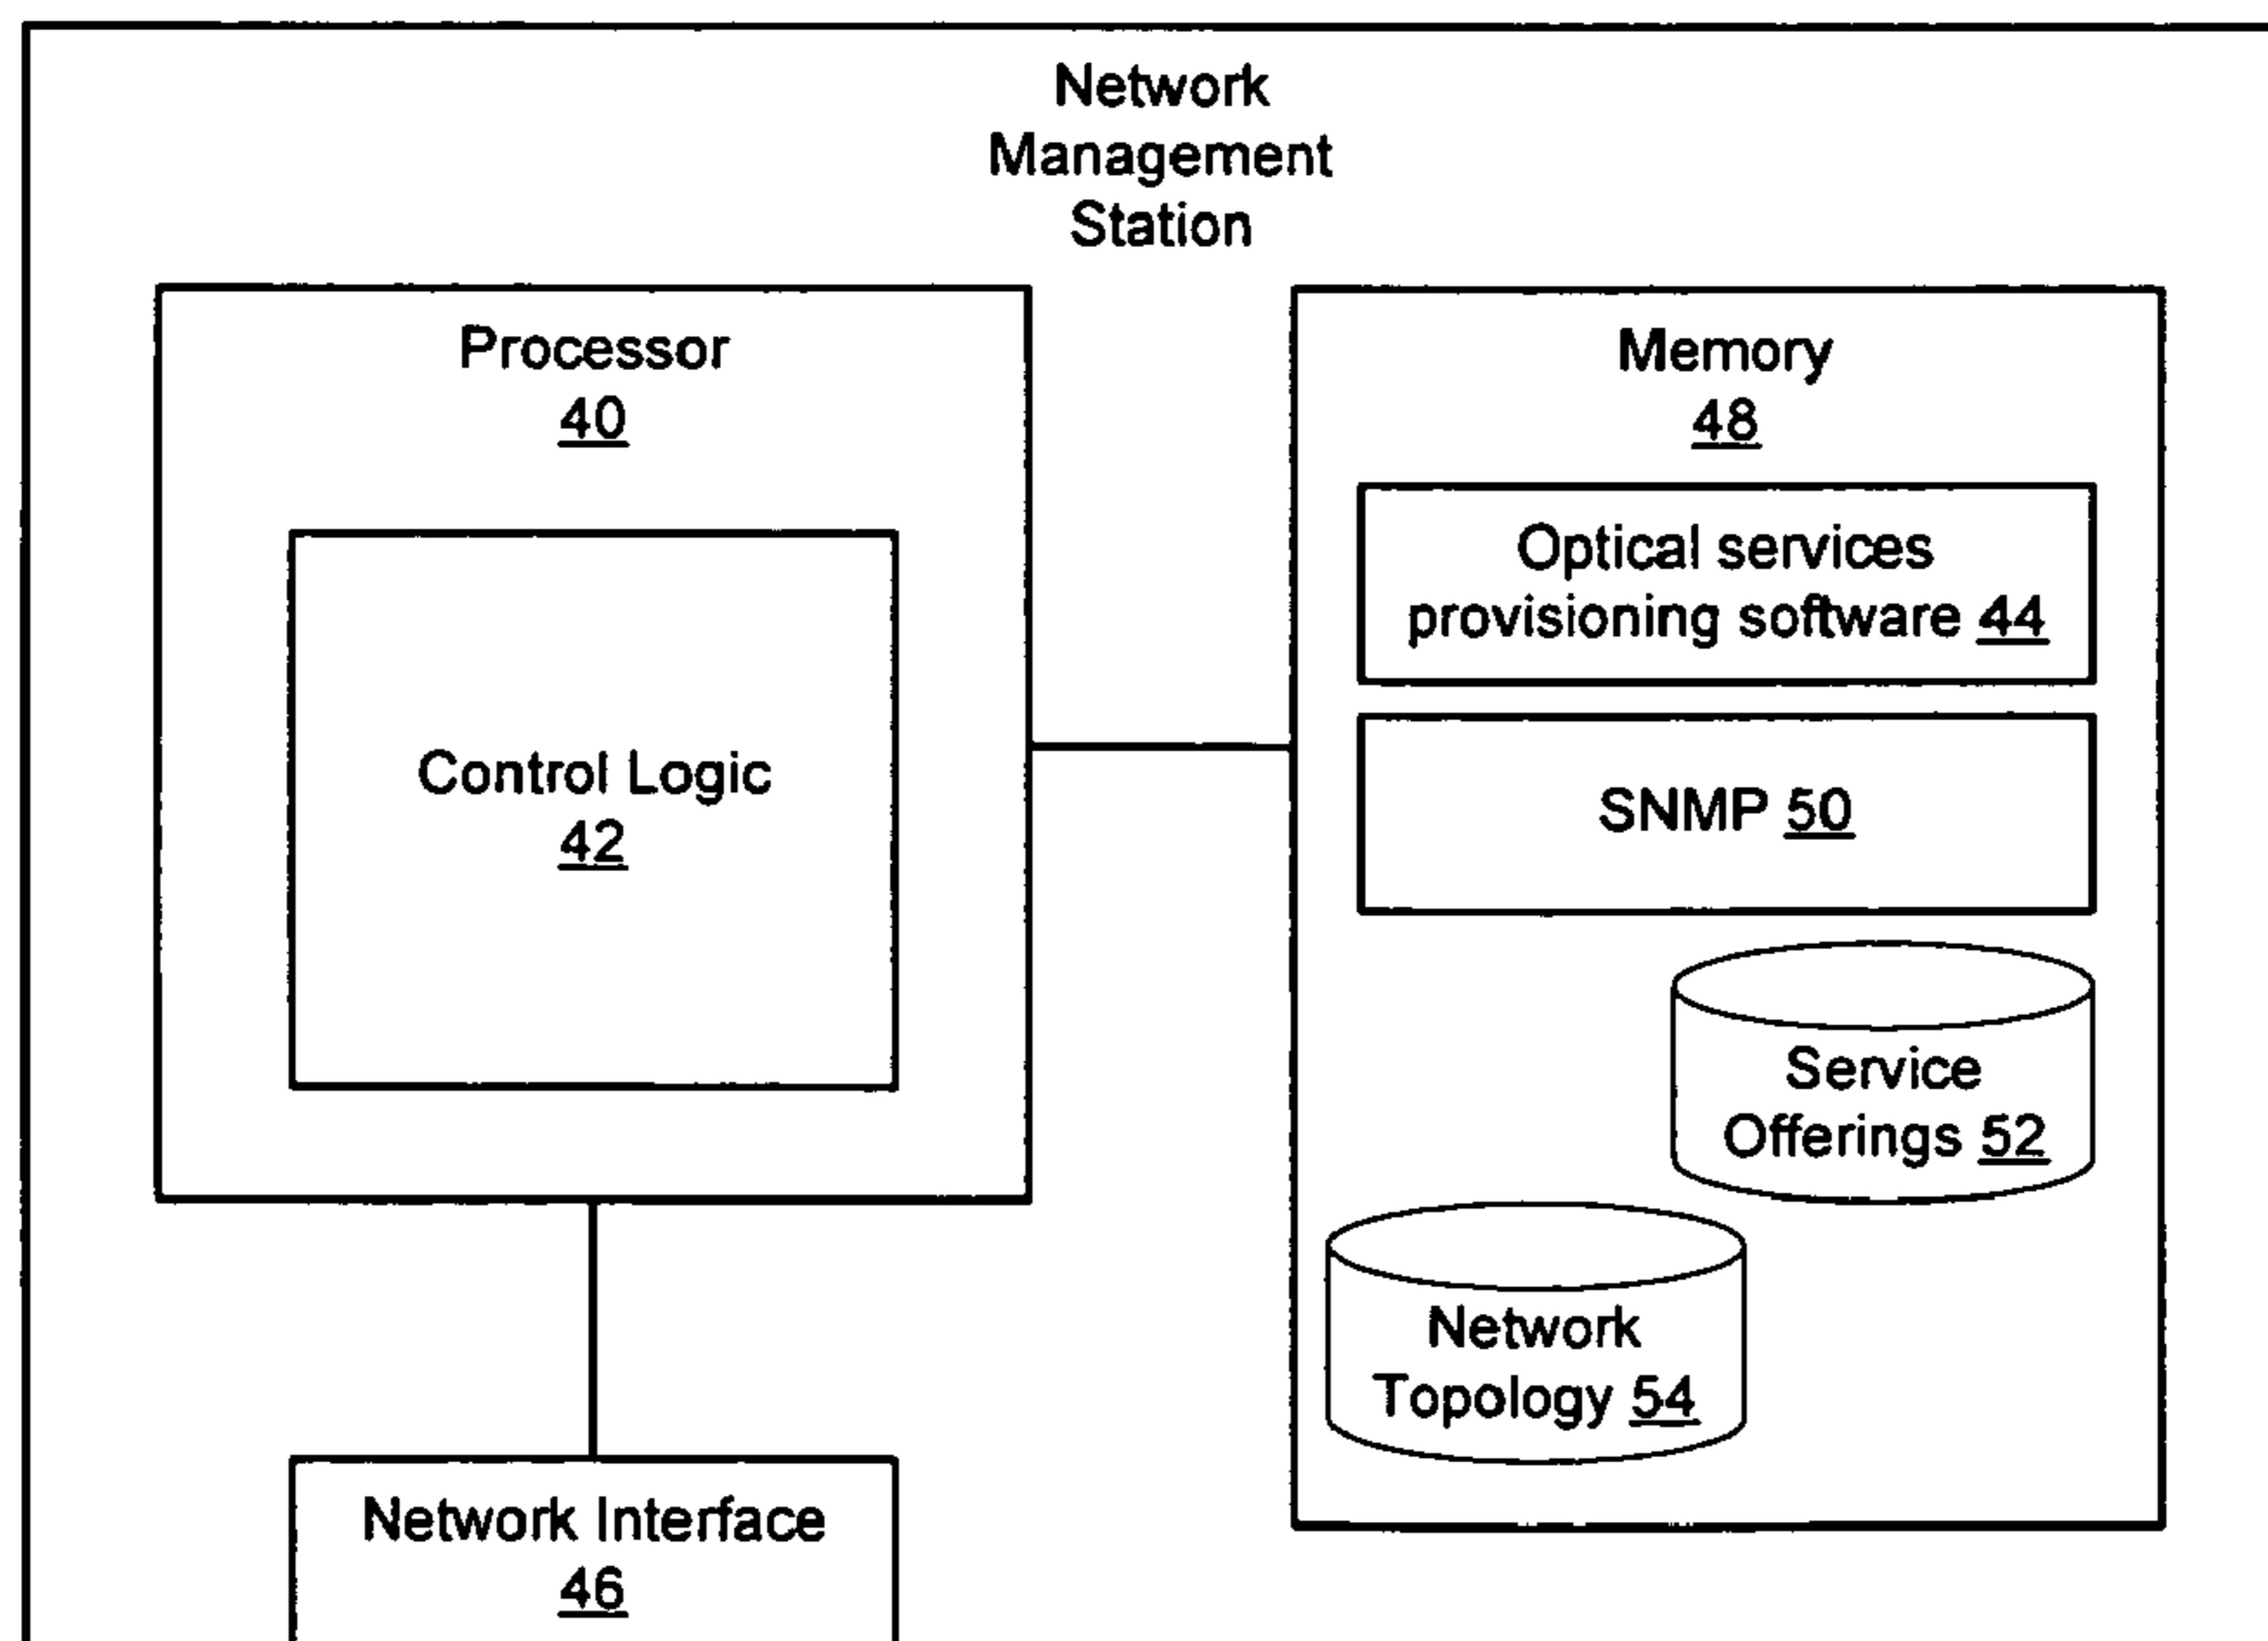 Network
Management
Station
Processor
40
Control Logic
42
Memory
48
Optical services
provisioning software 44
SNMP 50
Service
Offerings 52
Network
Topology 54
Network Interface
46